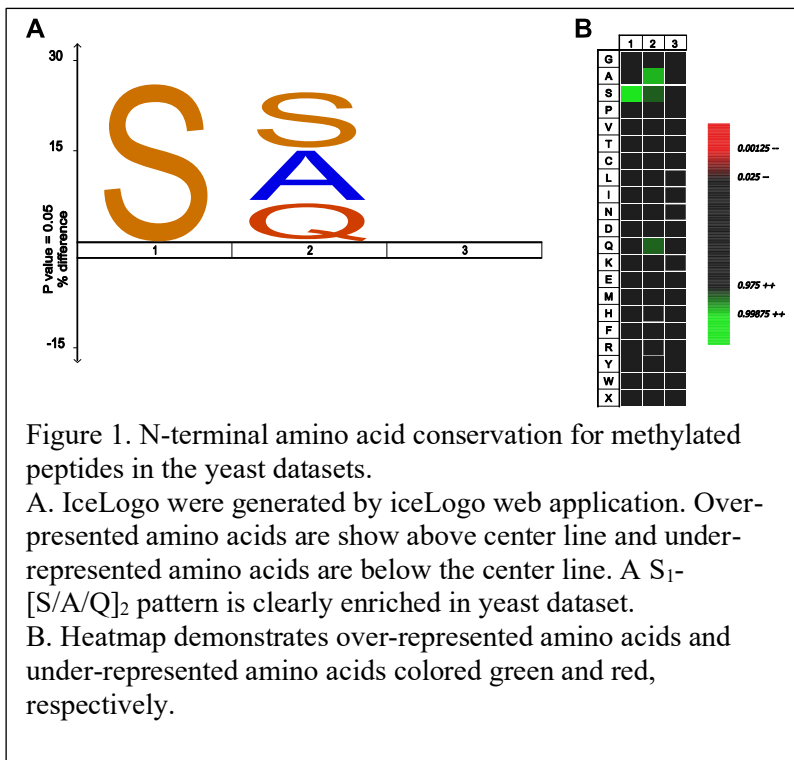 A
30
15
-15
P value = 0.05
% difference
S
S
A
Q
1 2 3
B
1 2 3
G
A
S
P
V
T
C
L
I
N
D
Q
K
E
M
H
F
R
Y
W
X
0.00125 --
0.025 --
0.975 ++
0.99875 ++
Figure 1. N-terminal amino acid conservation for methylated
peptides in the yeast datasets.
A. IceLogo were generated by iceLogo web application. Over-
presented amino acids are show above center line and under-
represented amino acids are below the center line. A S₁-
[S/A/Q]₂ pattern is clearly enriched in yeast dataset.
B. Heatmap demonstrates over-represented amino acids and
under-represented amino acids colored green and red,
respectively.